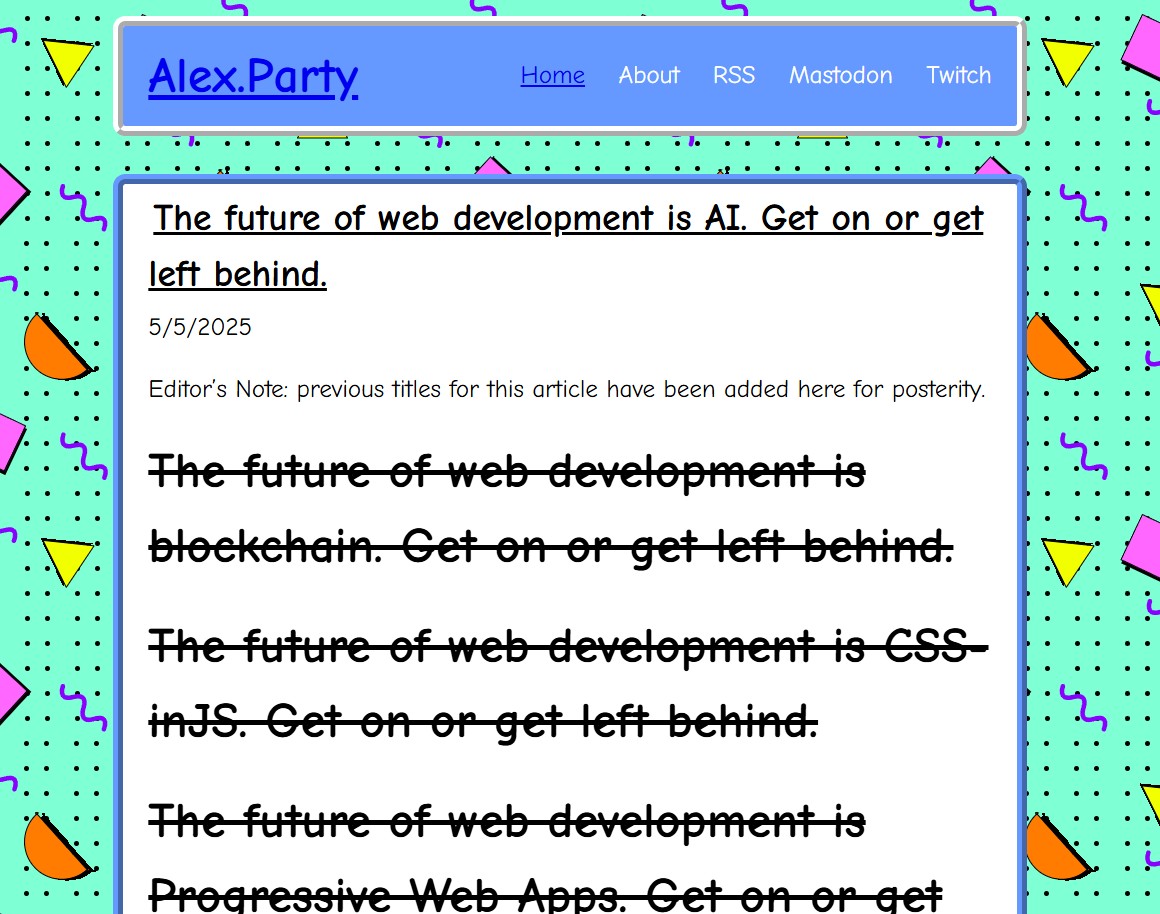 Alex.Party
Home About RSS Mastodon Twitch
The future of web development is AI. Get on or get
left behind.
5/5/2025
Editor's Note: previous titles for this article have been added here for posterity.
The future of web development is
blockchain. Get on or get left behind.
The future of web development is CSS-
inJS. Get on or get left behind.
The future of web development is
Progressive Web Apps. Get on or get